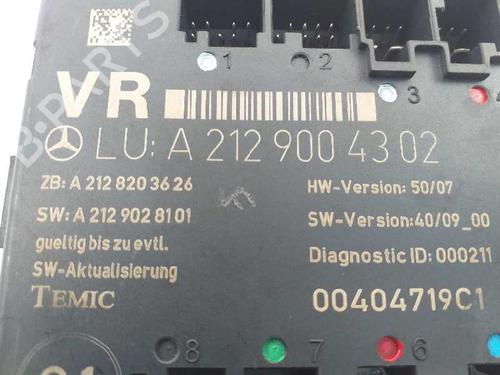 1 2
3 4
VR
LU: A 212 900 43 02
ZB: A 212 820 36 26
HW-Version: 50/07
SW: A 212 902 81 01
SW-Version: 40/09_00
gueltig bis zu evtl.
Diagnostic ID: 000211
SW-Aktualisierung
TEMIC
00404719C1
8 7 6
B-PARTS